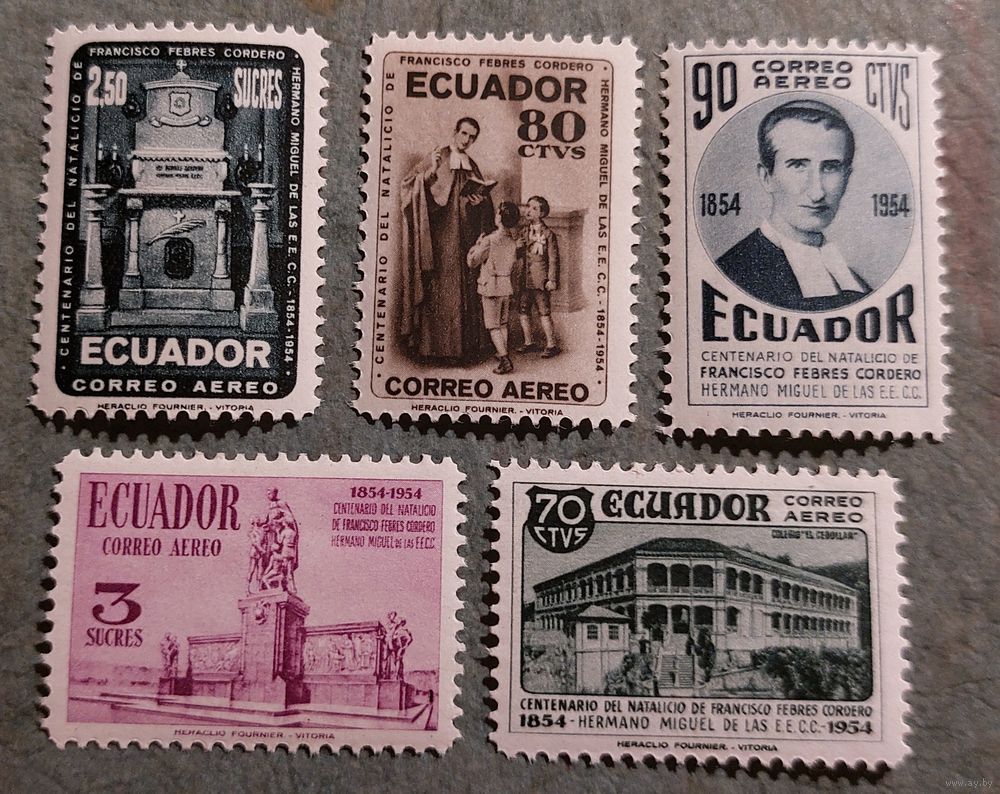 · CENTENARIO DEL NATALICIO DE
FRANCISCO FEBRES CORDERO ·
HERMANO MIGUEL DE LAS E.E. C.C. - 1854-1954 ·
2,50 SUCRES
ECUADOR
CORREO AEREO
HERACLIO FOURNIER. - VITORIA
· CENTENARIO DEL NATALICIO DE
FRANCISCO FEBRES CORDERO ·
HERMANO MIGUEL DE LAS E.E. C.C. - 1854-1954 ·
ECUADOR
80
CTVS
CORREO AEREO
HERACLIO FOURNIER. - VITORIA
90 CORREO AEREO CTVS
1854 1954
ECUADOR
CENTENARIO DEL NATALICIO DE
FRANCISCO FEBRES CORDERO
HERMANO MIGUEL DE LAS E.E. C.C.
HERACLIO FOURNIER. - VITORIA
ECUADOR
CORREO AEREO
1854-1954
CENTENARIO DEL NATALICIO
DE FRANCISCO FEBRES CORDERO
HERMANO MIGUEL DE LAS E.E.C.C.
3
SUCRES
HERACLIO FOURNIER. - VITORIA
70
CTVS
ECUADOR
CORREO
AEREO
COLEGIO "EL CEBOLLAR"
CENTENARIO DEL NATALICIO DE FRANCISCO FEBRES CORDERO
1854 - HERMANO MIGUEL DE LAS E.E.C.C. - 1954
HERACLIO FOURNIER. - VITORIA
www.ay.by